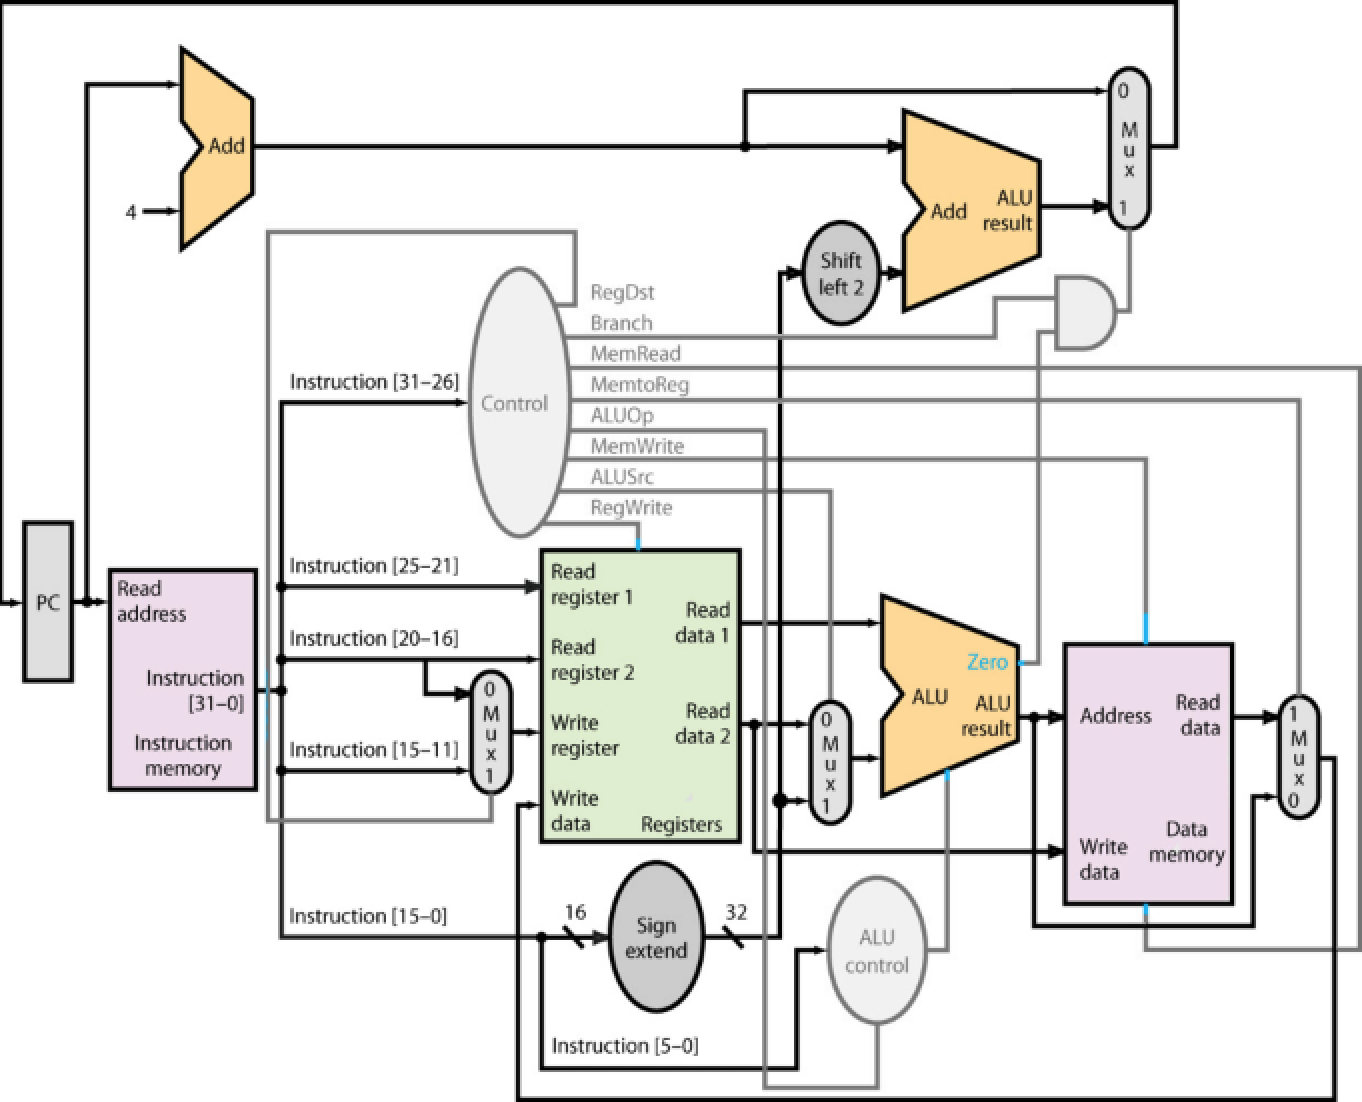 0
M
u
x
1
Add
4
Add
ALU
result
Shift
left 2
RegDst
Branch
MemRead
MemtoReg
ALUOp
MemWrite
ALUSrc
RegWrite
Instruction [31–26]
Control
PC
Read
address
Instruction
[31–0]
Instruction
memory
Instruction [25–21]
Instruction [20–16]
Instruction [15–11]
0
M
u
x
1
Read
register 1
Read
register 2
Write
register
Write
data
Read
data 1
Read
data 2
Registers
0
M
u
x
1
Zero
ALU
ALU
result
Address
Read
data
Write
data
Data
memory
1
M
u
x
0
Instruction [15–0]
16
Sign
extend
32
ALU
control
Instruction [5–0]